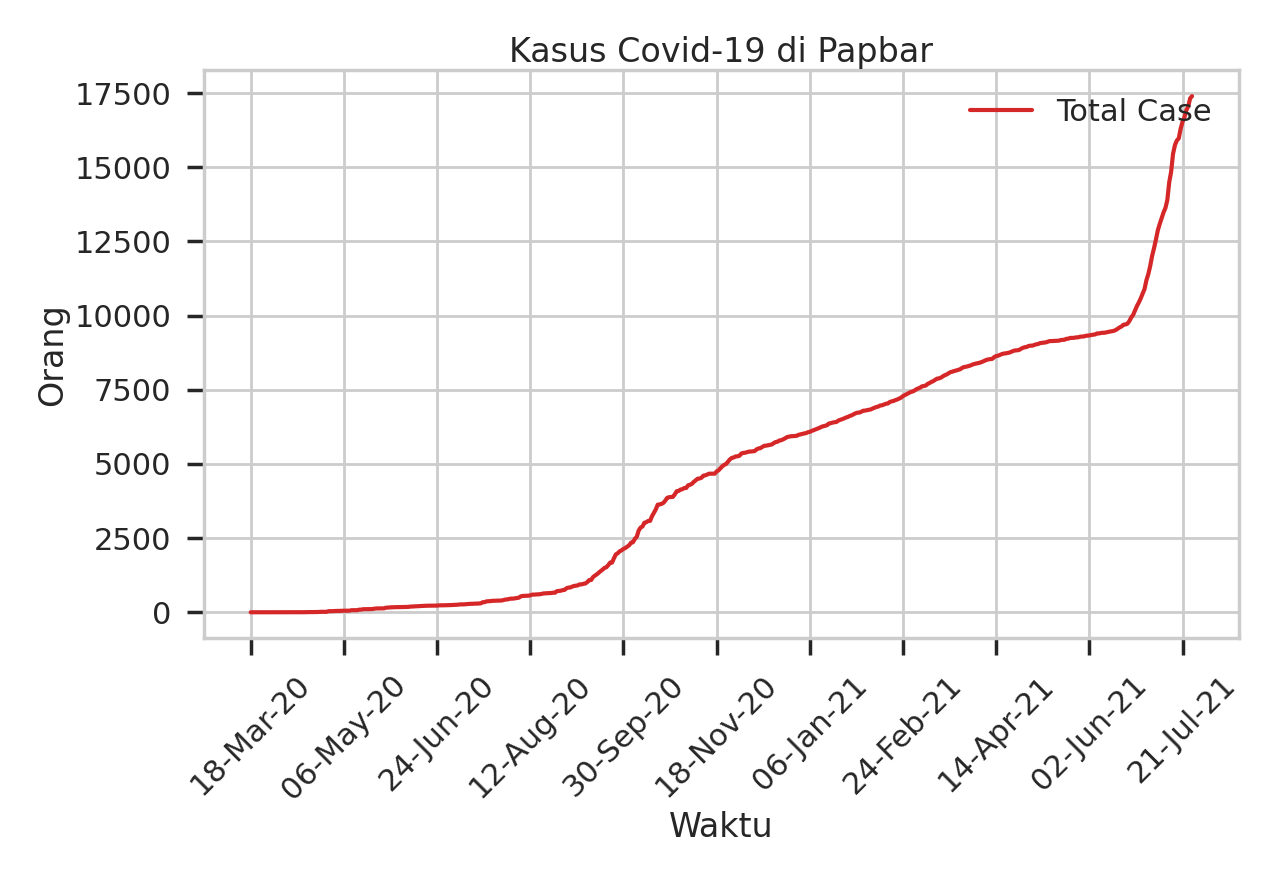 Kasus Covid-19 di Papbar
Total Case
Orang
17500
15000
12500
10000
7500
5000
2500
0
18-Mar-20
06-May-20
24-Jun-20
12-Aug-20
30-Sep-20
18-Nov-20
06-Jan-21
24-Feb-21
14-Apr-21
02-Jun-21
21-Jul-21
Waktu